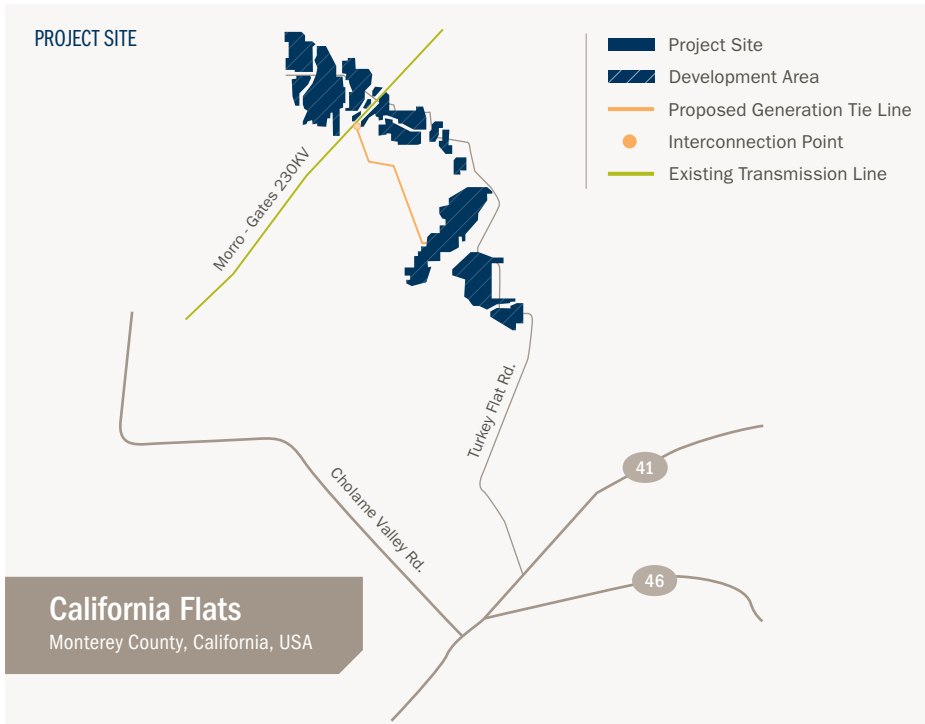 PROJECT SITE
Project Site
Development Area
Proposed Generation Tie Line
Interconnection Point
Existing Transmission Line
Morro - Gates 230KV
Turkey Flat Rd.
Cholame Valley Rd.
41
46
California Flats
Monterey County, California, USA